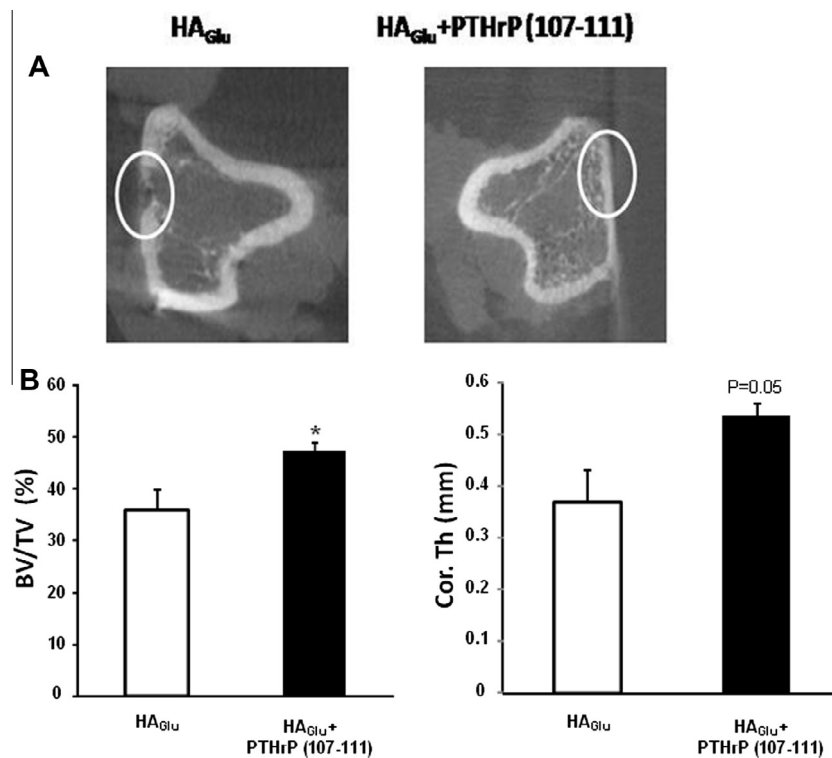 HAGlu
HAGlu+PTHrP (107-111)
A
B
60
50
40
30
20
10
0
BV/TV (%)
*
HAGlu
HAGlu+
PTHrP (107-111)
0.6
0.5
0.4
0.3
0.2
0.1
0
Cor. Th (mm)
P=0.05
HAGlu
HAGlu+
PTHrP (107-111)